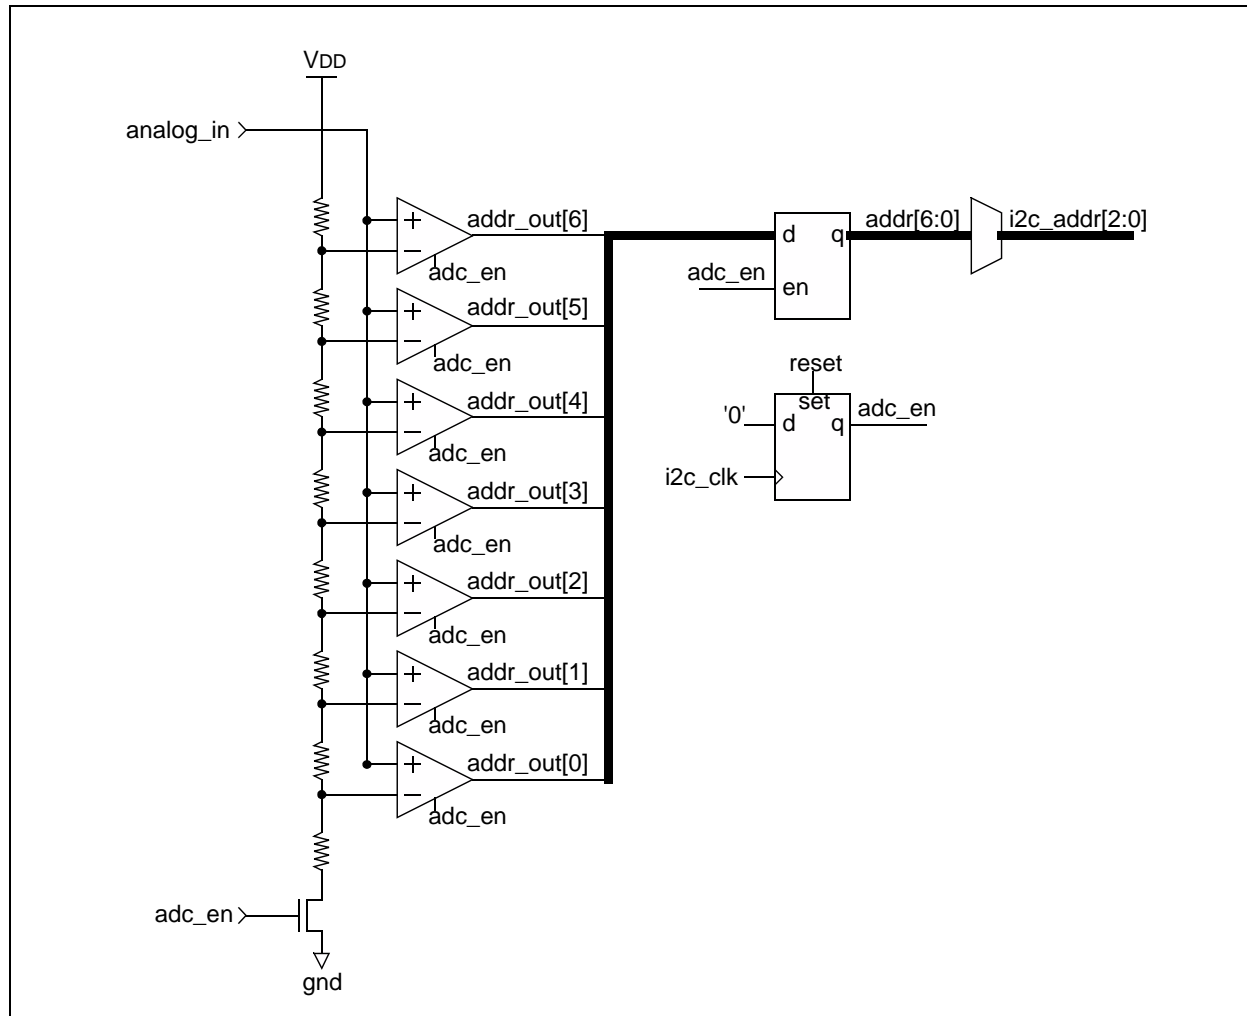 VDD
analog_in
+
addr_out[6]
−
adc_en
+
addr_out[5]
−
adc_en
+
addr_out[4]
−
adc_en
+
addr_out[3]
−
adc_en
+
addr_out[2]
−
adc_en
+
addr_out[1]
−
adc_en
+
addr_out[0]
−
adc_en
adc_en
gnd
d q
adc_en
en
addr[6:0]
i2c_addr[2:0]
reset
set
'0'
d q
adc_en
i2c_clk